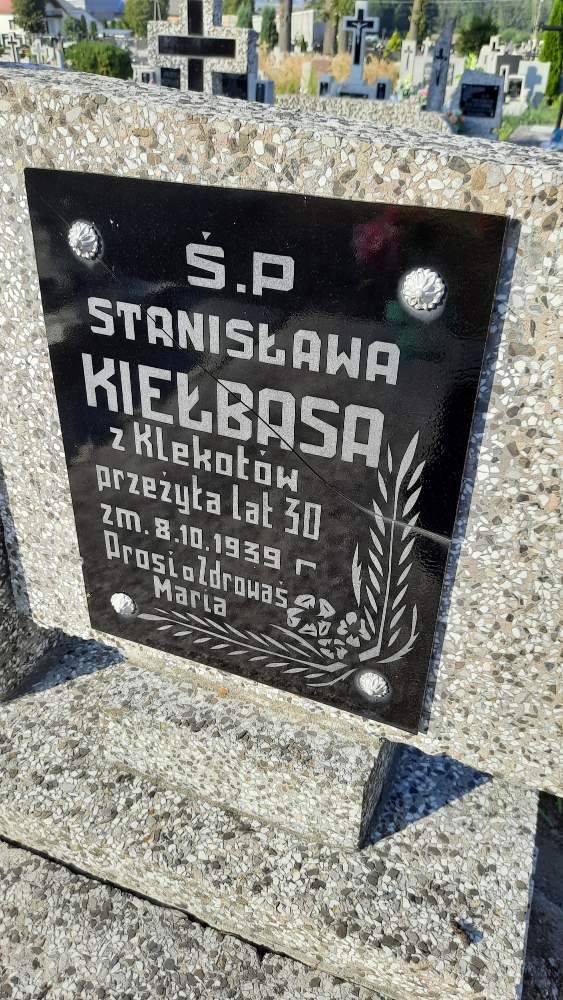 Ś.P
STANISŁAWA
KIEŁBASA
z Klekotów
przeżyła lat 30
zm. 8.10.1939 r
Prosi o Zdrowaś
Maria